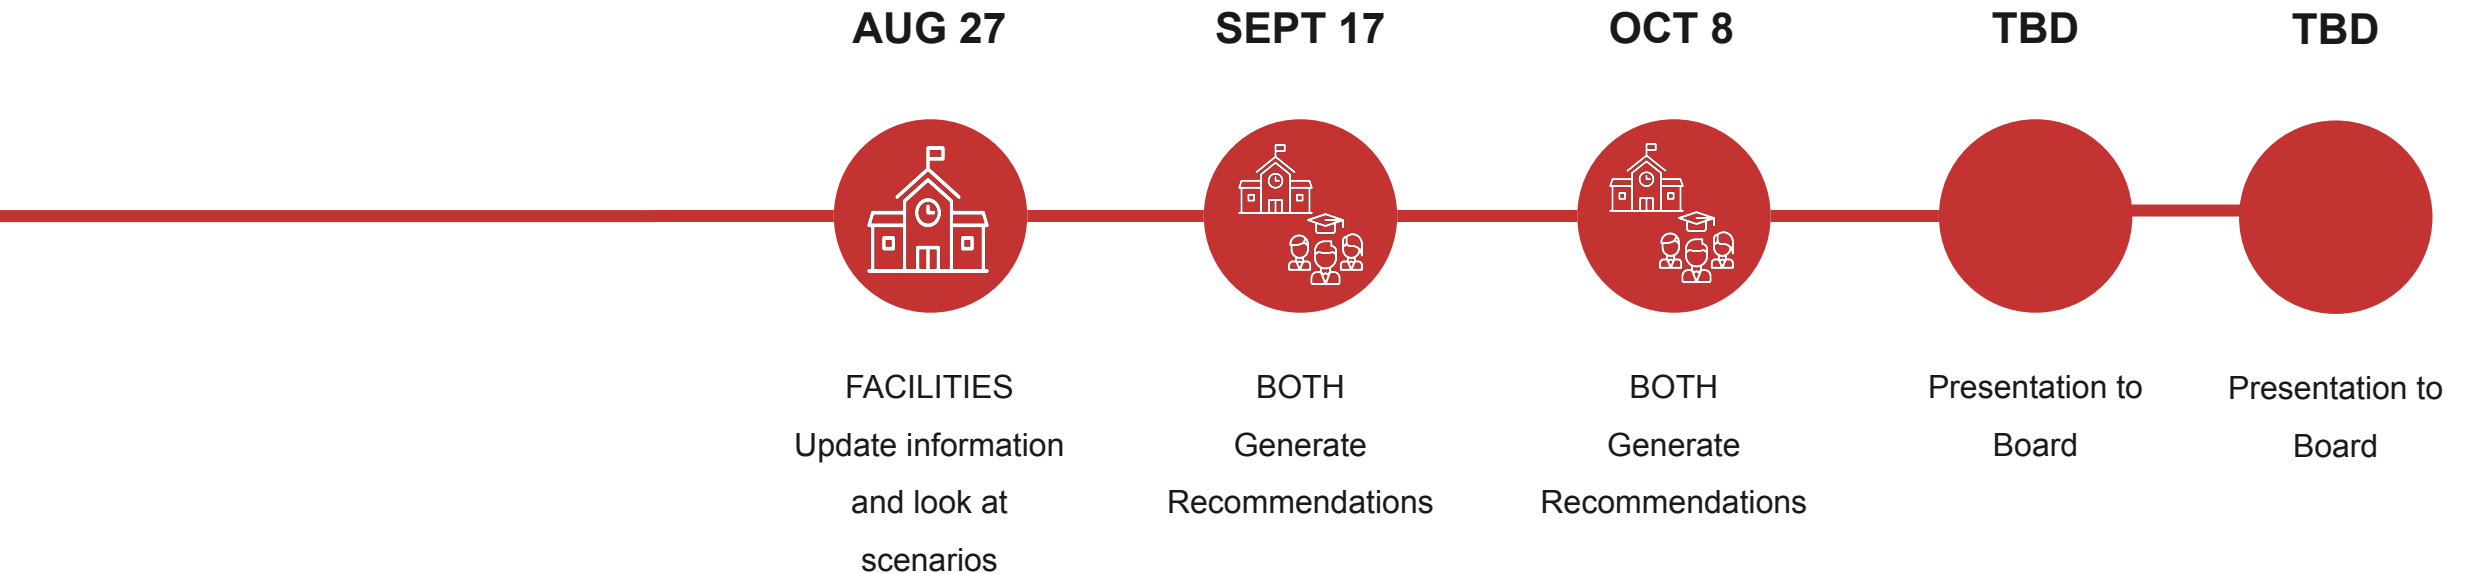 AUG 27
SEPT 17
OCT 8
TBD
TBD
FACILITIES
Update information
and look at
scenarios
BOTH
Generate
Recommendations
BOTH
Generate
Recommendations
Presentation to
Board
Presentation to
Board